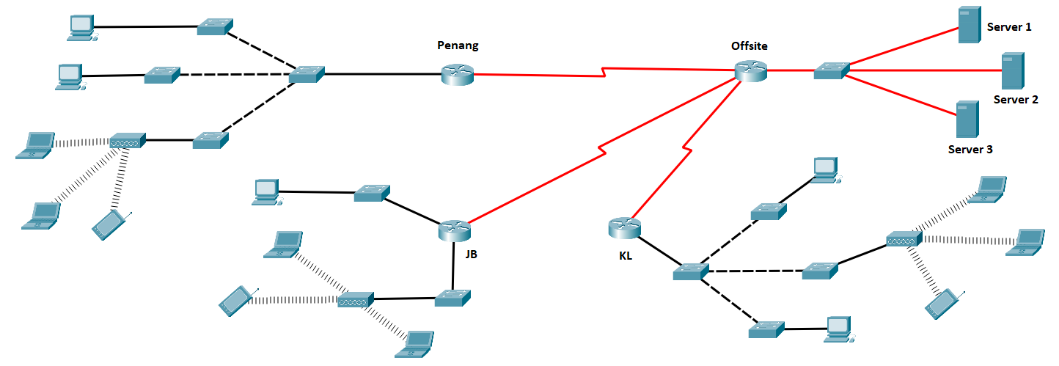 Penang
Offsite
Server 1
Server 2
Server 3
JB
KL